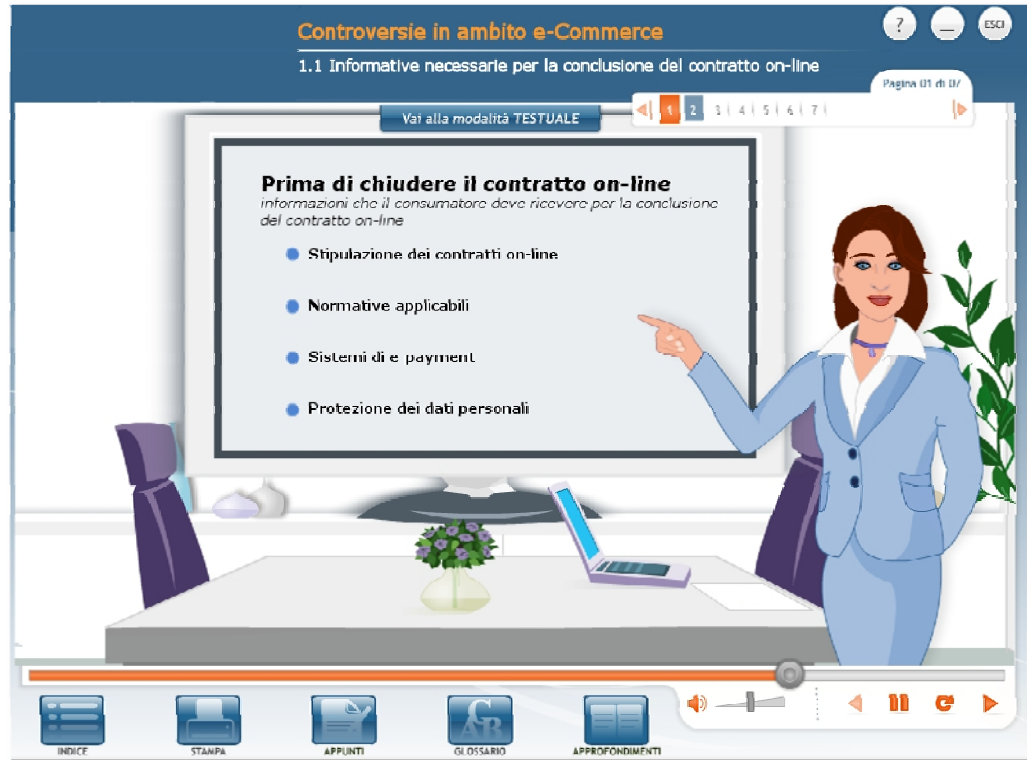 Controversie in ambito e-Commerce
? _ ESCI
1.1 Informative necessarie per la conclusione del contratto on-line
Pagina 01 di 07
Vai alla modalità TESTUALE
1 2 3 4 5 6 7
Prima di chiudere il contratto on-line
informazioni che il consumatore deve ricevere per la conclusione
del contratto on-line
Stipulazione dei contratti on-line
Normative applicabili
Sistemi di e payment
Protezione dei dati personali
INDICE
STAMPA
APPUNTI
C
A B
GLOSSARIO
APPROFONDIMENTI